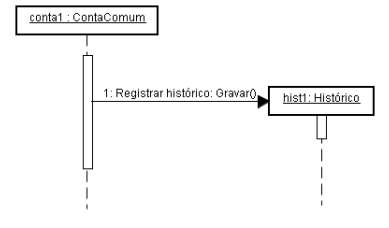 conta1 : ContaComum
1: Registrar histórico: Gravar()
hist1: Histórico